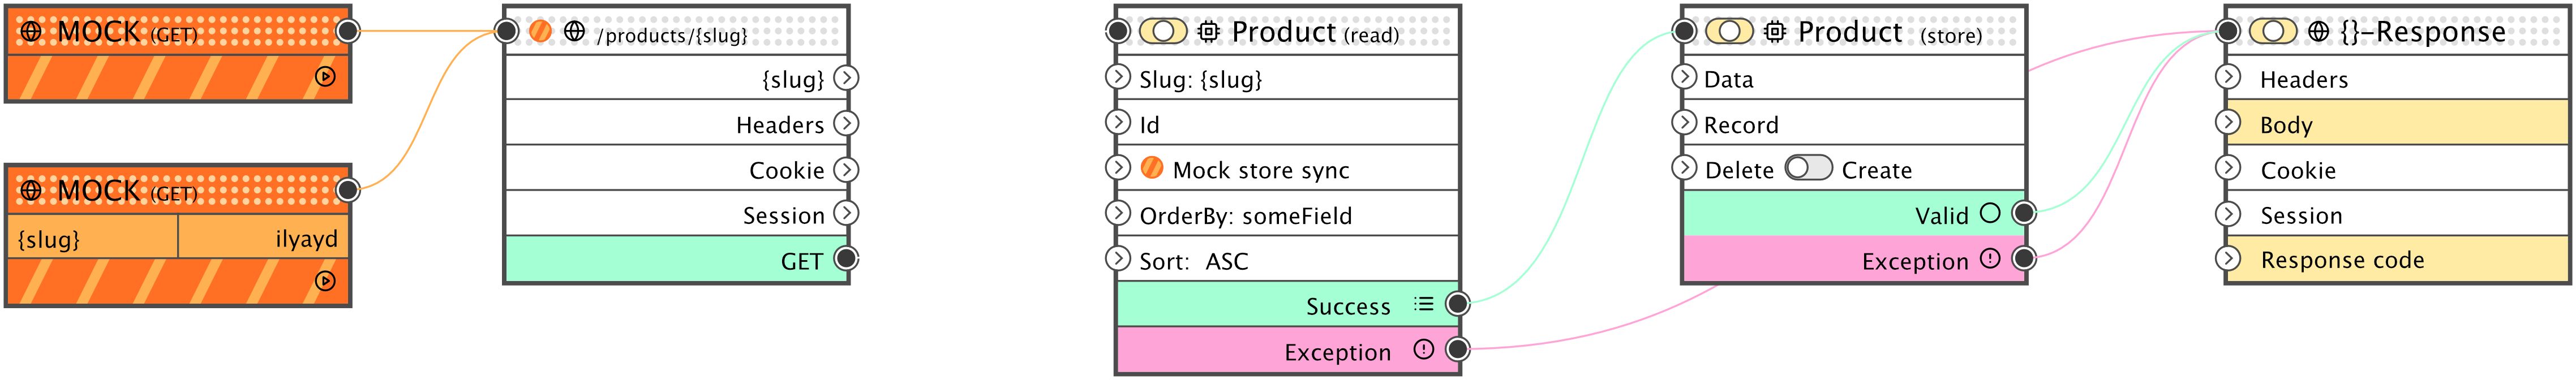 MOCK (GET)
MOCK (GET)
{slug} ilyayd
/products/{slug}
{slug}
Headers
Cookie
Session
GET
Product (read)
Slug: {slug}
Id
Mock store sync
OrderBy: someField
Sort: ASC
Success
Exception
Product (store)
Data
Record
Delete Create
Valid
Exception
{}-Response
Headers
Body
Cookie
Session
Response code